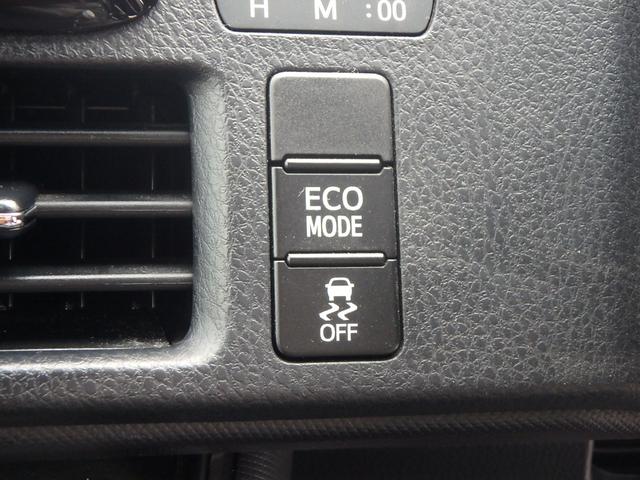 H M :00
ECO
MODE
OFF